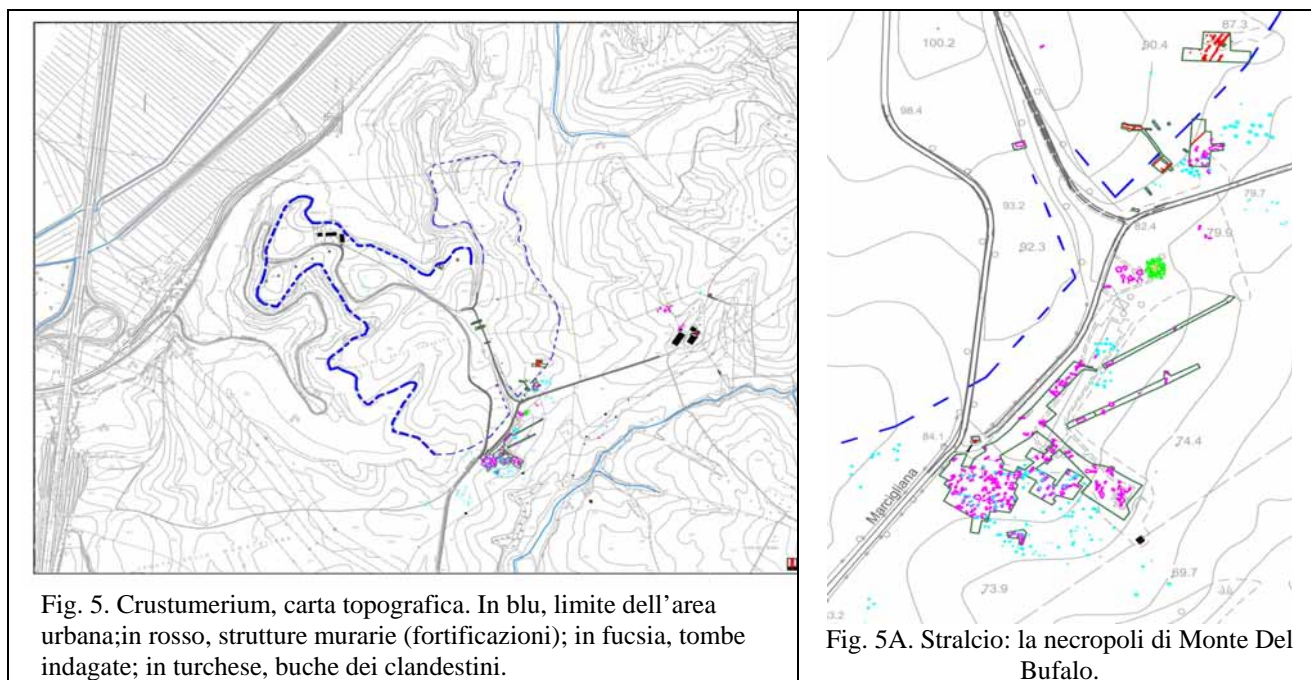 100.2
90.4
87.3
98.4
93.2
92.3
82.4
79.7
79.9
84.1
Marcigliana
74.4
73.9
69.7
Fig. 5. Crustumerium, carta topografica. In blu, limite dell'area
urbana;in rosso, strutture murarie (fortificazioni); in fucsia, tombe
indagate; in turchese, buche dei clandestini.
Fig. 5A. Stralcio: la necropoli di Monte Del
Bufalo.